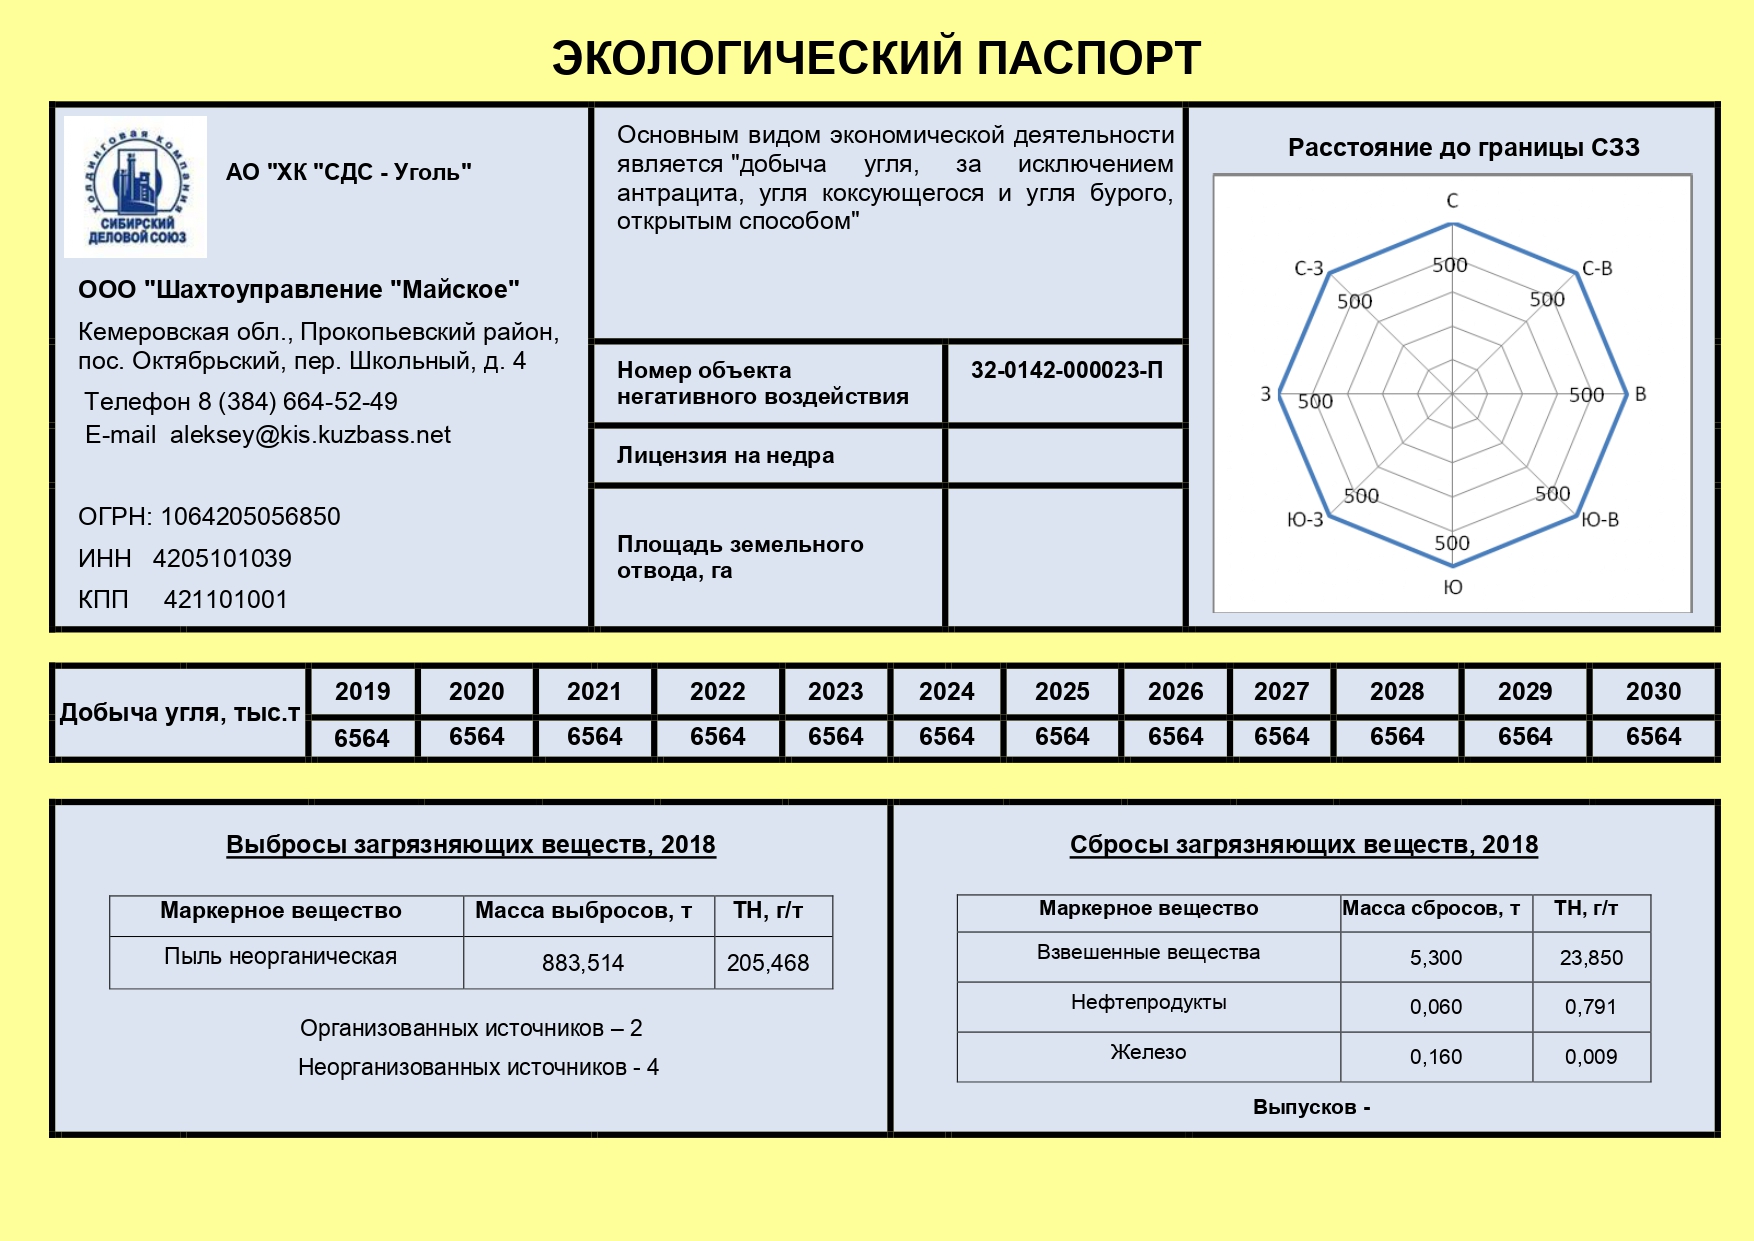 ЭКОЛОГИЧЕСКИЙ ПАСПОРТ
холдинговая компания
СИБИРСКИЙ
ДЕЛОВОЙ СОЮЗ
АО "ХК "СДС - Уголь"
ООО "Шахтоуправление "Майское"
Кемеровская обл., Прокопьевский район,
пос. Октябрьский, пер. Школьный, д. 4
Телефон 8 (384) 664-52-49
E-mail aleksey@kis.kuzbass.net
ОГРН: 1064205056850
ИНН 4205101039
КПП 421101001
Основным видом экономической деятельности
является "добыча угля, за исключением
антрацита, угля коксующегося и угля бурого,
открытым способом"
Номер объекта
негативного воздействия
32-0142-000023-П
Лицензия на недра
Площадь земельного
отвода, га
Расстояние до границы СЗЗ
С
С-З 500 С-В
500 500
З 500 500 В
500 500
Ю-З Ю-В
500
Ю
Добыча угля, тыс.т
2019 2020 2021 2022 2023 2024 2025 2026 2027 2028 2029 2030
6564 6564 6564 6564 6564 6564 6564 6564 6564 6564 6564 6564
Выбросы загрязняющих веществ, 2018
Маркерное вещество Масса выбросов, т ТН, г/т
Пыль неорганическая 883,514 205,468
Организованных источников – 2
Неорганизованных источников - 4
Сбросы загрязняющих веществ, 2018
Маркерное вещество Масса сбросов, т ТН, г/т
Взвешенные вещества 5,300 23,850
Нефтепродукты 0,060 0,791
Железо 0,160 0,009
Выпусков -